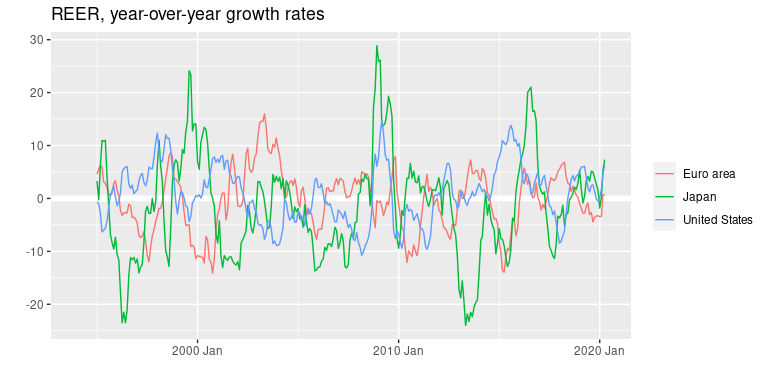 REER, year-over-year growth rates
30
20
10
0
-10
-20
2000 Jan
2010 Jan
2020 Jan
Euro area
Japan
United States